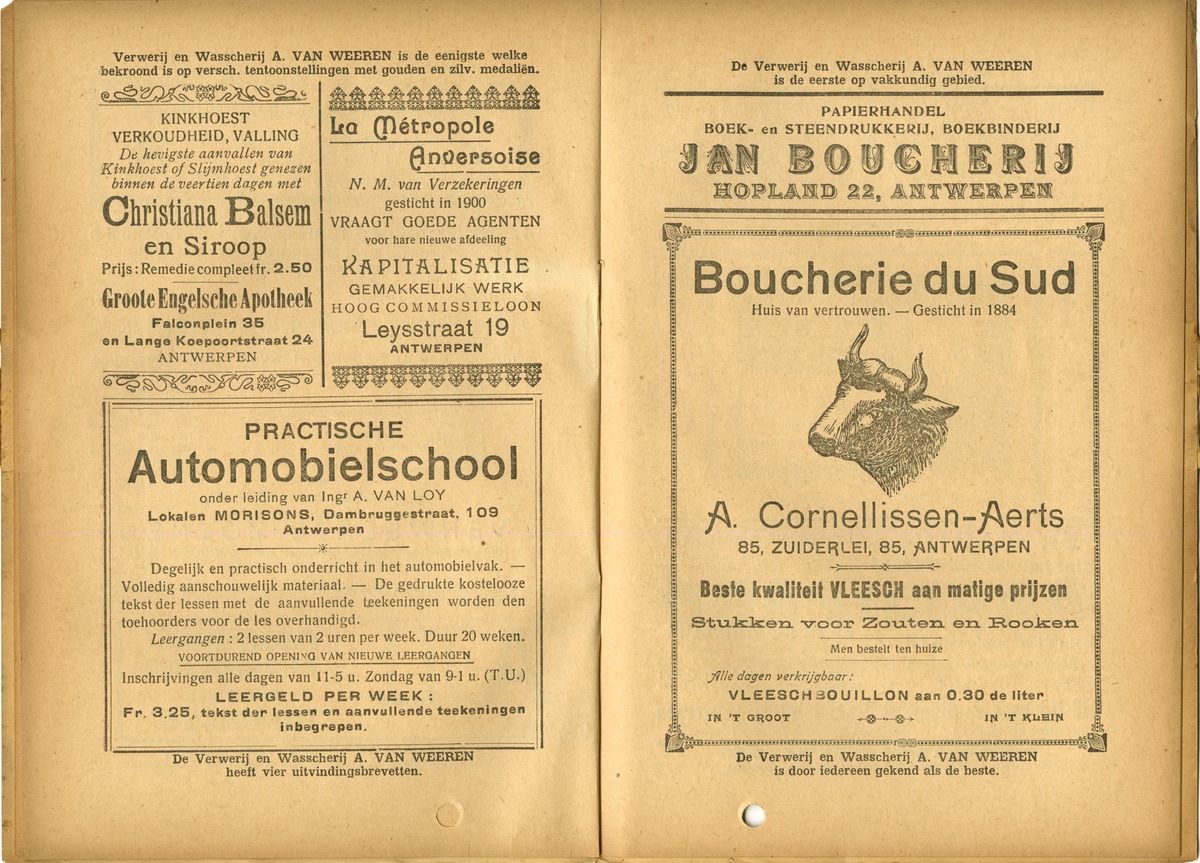 Verwerij en Wasscherij A. VAN WEEREN is de eenigste welke
bekroond is op versch. tentoonstellingen met gouden en zilv. medaliën.
KINKHOEST
VERKOUDHEID, VALLING
De hevigste aanvallen van
Kinkhoest of Slijmhoest genezen
binnen de veertien dagen met
Christiana Balsem
en Siroop
Prijs : Remedie compleet fr. 2.50
Groote Engelsche Apotheek
Falconplein 35
en Lange Koepoortstraat 24
ANTWERPEN
La Métropole
Anversoise
N. M. van Verzekeringen
gesticht in 1900
VRAAGT GOEDE AGENTEN
voor hare nieuwe afdeeling
KAPITALISATIE
GEMAKKELIJK WERK
HOOG COMMISSIELOON
Leysstraat 19
ANTWERPEN
PRACTISCHE
Automobielschool
onder leiding van Ingr A. VAN LOY
Lokalen MORISONS, Dambruggestraat, 109
Antwerpen
Degelijk en practisch onderricht in het automobielvak. —
Volledig aanschouwelijk materiaal. — De gedrukte kostelooze
tekst der lessen met de aanvullende teekeningen worden den
toehoorders voor de les overhandigd.
Leergangen : 2 lessen van 2 uren per week. Duur 20 weken.
VOORTDUREND OPENING VAN NIEUWE LEERGANGEN
Inschrijvingen alle dagen van 11-5 u. Zondag van 9-1 u. (T.U.)
LEERGELD PER WEEK :
Fr. 3,25, tekst der lessen en aanvullende teekeningen
inbegrepen.
De Verwerij en Wasscherij A. VAN WEEREN
heeft vier uitvindingsbrevetten.
De Verwerij en Wasscherij A. VAN WEEREN
is de eerste op vakkundig gebied.
PAPIERHANDEL
BOEK- en STEENDRUKKERIJ, BOEKBINDERIJ
JAN BOUCHERIJ
HOPLAND 22, ANTWERPEN
Boucherie du Sud
Huis van vertrouwen. — Gesticht in 1884
A. Cornellissen-Aerts
85, ZUIDERLEI, 85, ANTWERPEN
Beste kwaliteit VLEESCH aan matige prijzen
Stukken voor Zouten en Rooken
Men bestelt ten huize
Alle dagen verkrijgbaar :
VLEESCHBOUILLON aan 0.30 de liter
IN 'T GROOT IN 'T KLEIN
De Verwerij en Wasscherij A. VAN WEEREN
is door iedereen gekend als de beste.